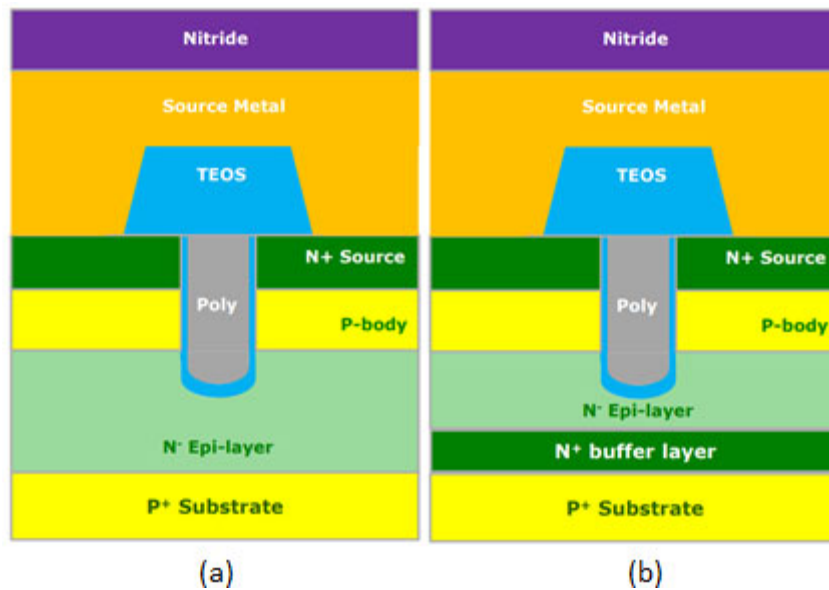 Nitride
Source Metal
TEOS
N+ Source
Poly
P-body
N- Epi-layer
P+ Substrate
(a)
Nitride
Source Metal
TEOS
N+ Source
Poly
P-body
N- Epi-layer
N+ buffer layer
P+ Substrate
(b)